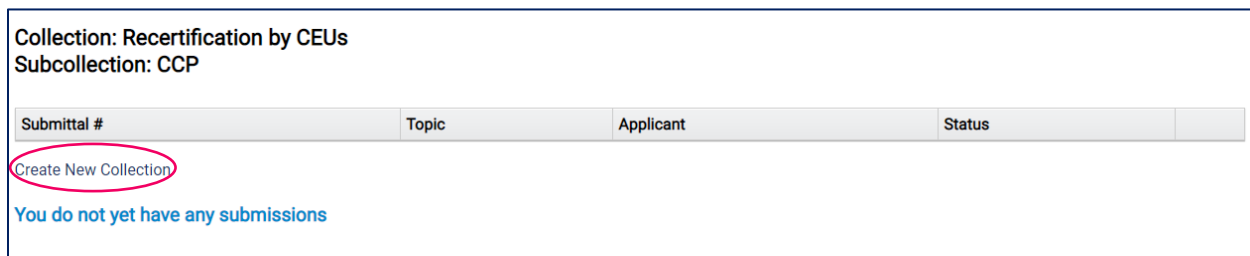 Collection: Recertification by CEUs
Subcollection: CCP
Submittal # Topic Applicant Status
Create New Collection
You do not yet have any submissions